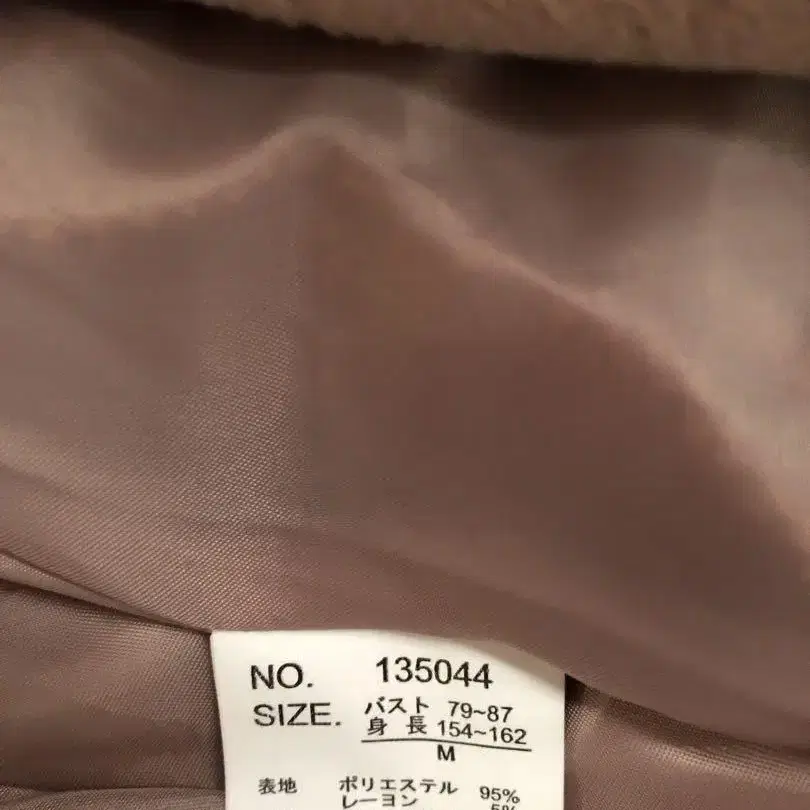 NO. 135044
SIZE. バスト 79~87
身 長 154~162
M
表地 ポリエステル 95%
レーヨン 5%